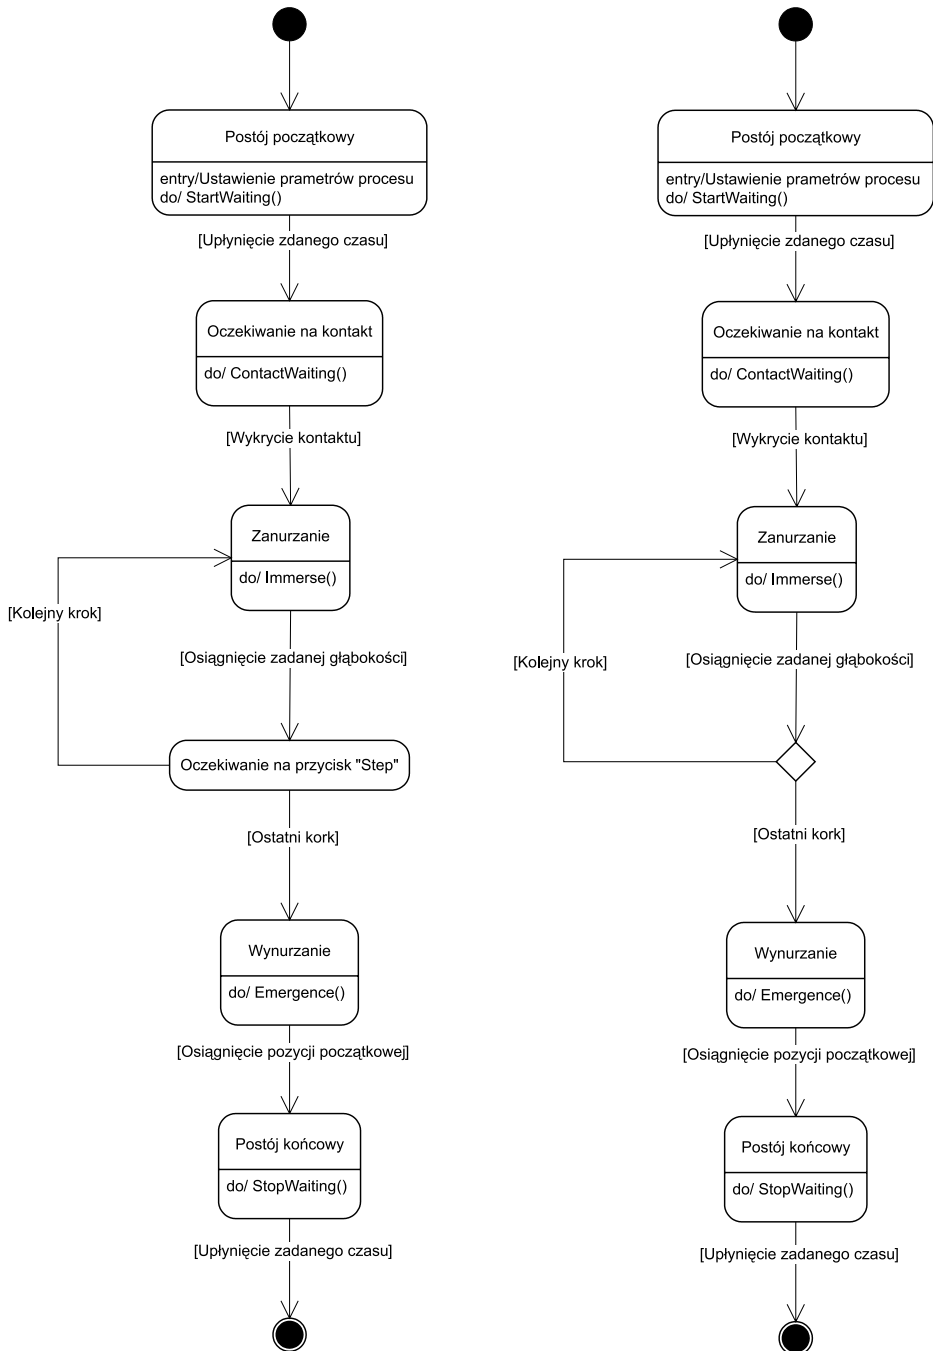 Postój początkowy
entry/Ustawienie prametrów procesu
do/ StartWaiting()
[Upłynięcie zdanego czasu]
Oczekiwanie na kontakt
do/ ContactWaiting()
[Wykrycie kontaktu]
Zanurzanie
do/ Immerse()
[Kolejny krok]
[Osiągnięcie zadanej głąbokości]
Oczekiwanie na przycisk "Step"
[Ostatni kork]
Wynurzanie
do/ Emergence()
[Osiągnięcie pozycji początkowej]
Postój końcowy
do/ StopWaiting()
[Upłynięcie zadanego czasu]
Postój początkowy
entry/Ustawienie prametrów procesu
do/ StartWaiting()
[Upłynięcie zdanego czasu]
Oczekiwanie na kontakt
do/ ContactWaiting()
[Wykrycie kontaktu]
Zanurzanie
do/ Immerse()
[Kolejny krok]
[Osiągnięcie zadanej głąbokości]
[Ostatni kork]
Wynurzanie
do/ Emergence()
[Osiągnięcie pozycji początkowej]
Postój końcowy
do/ StopWaiting()
[Upłynięcie zadanego czasu]